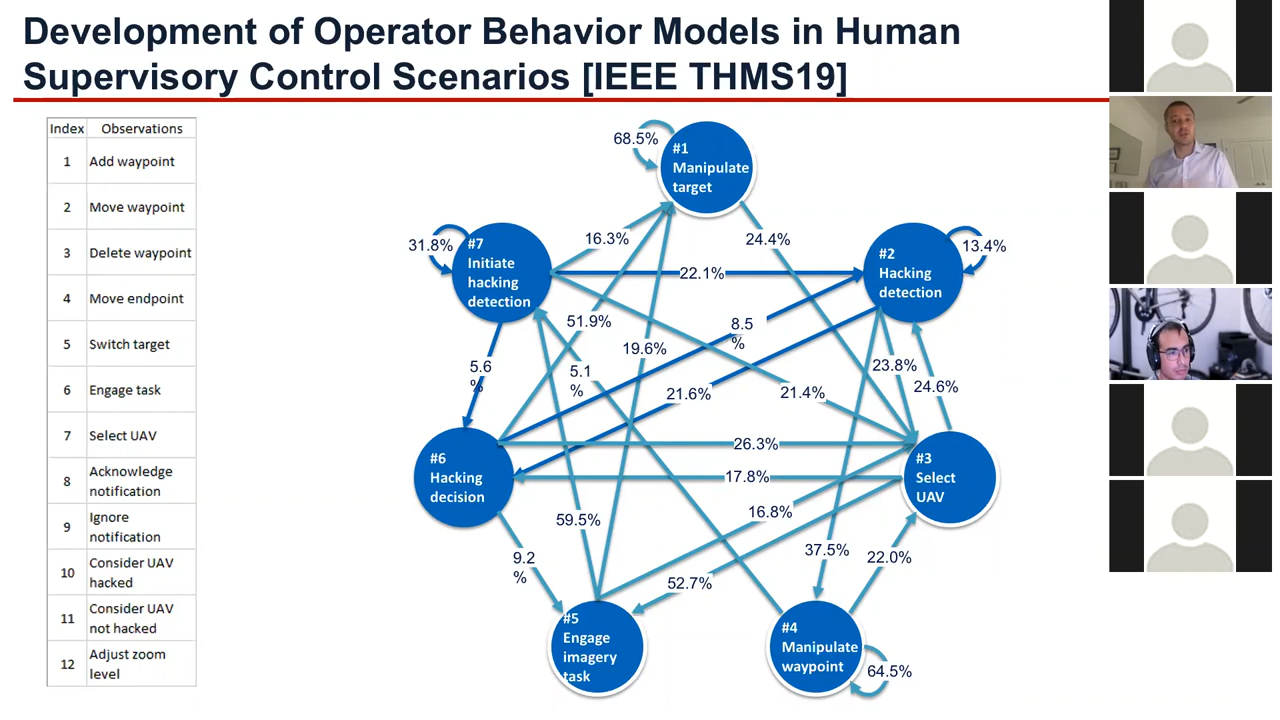 Development of Operator Behavior Models in Human
Supervisory Control Scenarios [IEEE THMS19]
Index Observations
1 Add waypoint
2 Move waypoint
3 Delete waypoint
4 Move endpoint
5 Switch target
6 Engage task
7 Select UAV
8 Acknowledge
notification
9 Ignore
notification
10 Consider UAV
hacked
11 Consider UAV
not hacked
12 Adjust zoom
level
68.5%
#1
Manipulate
target
31.8%
#7
Initiate
hacking
detection
16.3%
24.4%
22.1%
#2
Hacking
detection
13.4%
51.9%
19.6%
8.5
%
5.6
%
5.1
%
21.6%
21.4%
23.8%
24.6%
#6
Hacking
decision
26.3%
17.8%
#3
Select
UAV
59.5%
16.8%
9.2
%
52.7%
37.5%
22.0%
#5
Engage
imagery
task
#4
Manipulate
waypoint
64.5%